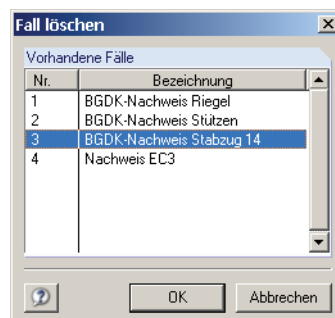 Fall löschen
Vorhandene Fälle
Nr. Bezeichnung
1 BGDK-Nachweis Riegel
2 BGDK-Nachweis Stützen
3 BGDK-Nachweis Stabzug 14
4 Nachweis EC3
OK Abbrechen